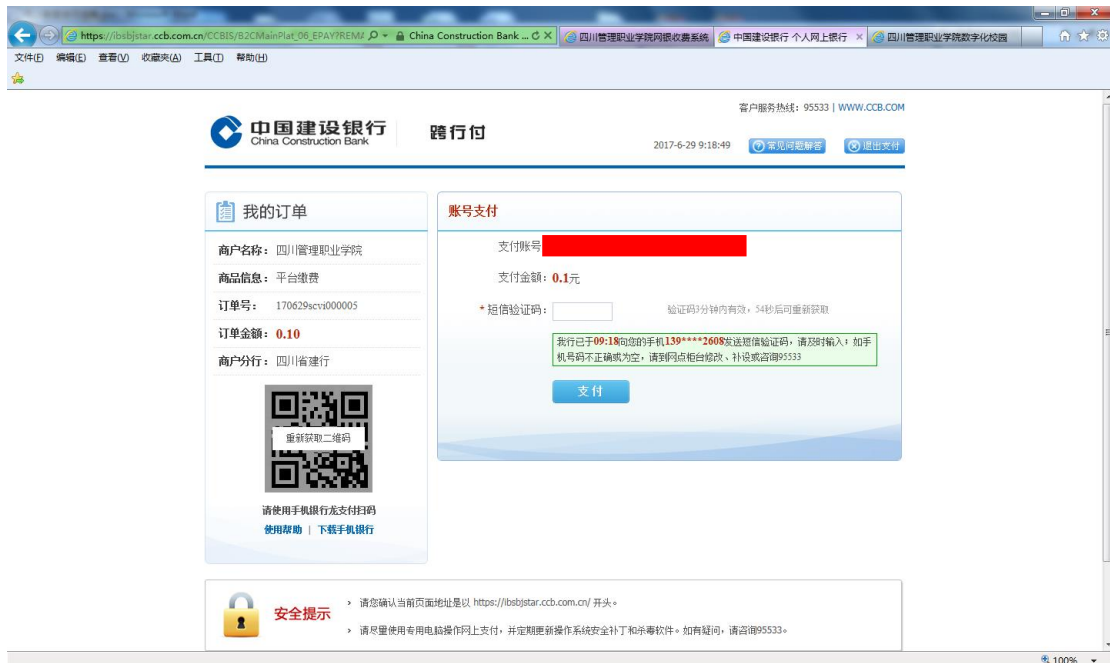 https://ibsbjstar.ccb.com.cn/CCBIS/B2CMainPlat_06_EPAY?REM
China Construction Bank ...
四川管理职业学院网银收费系统
中国建设银行 个人网上银行
四川管理职业学院数字化校园
文件(F) 编辑(E) 查看(V) 收藏夹(A) 工具(T) 帮助(H)
客户服务热线：95533 | WWW.CCB.COM
中国建设银行
China Construction Bank
跨行付
2017-6-29 9:18:49
常见问题解答
退出支付
我的订单
商户名称： 四川管理职业学院
商品信息： 平台缴费
订单号： 170629scvi000005
订单金额： 0.10
商户分行： 四川省建行
重新获取二维码
请使用手机银行龙支付扫码
使用帮助 | 下载手机银行
账号支付
支付账号
支付金额：0.1元
* 短信验证码：
验证码3分钟内有效，54秒后可重新获取
我行已于09:18向您的手机139****2608发送短信验证码，请及时输入；如手
机号码不正确或为空，请到网点柜台修改、补设或咨询95533
支付
安全提示
› 请您确认当前页面地址是以 https://ibsbjstar.ccb.com.cn/ 开头。
› 请尽量使用专用电脑操作网上支付，并定期更新操作系统安全补丁和杀毒软件。如有疑问，请咨询95533。
100%